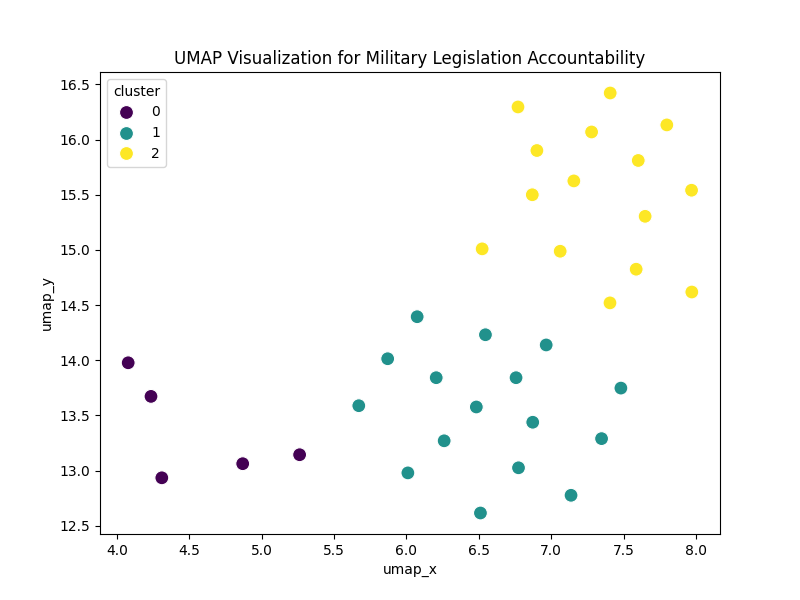 UMAP Visualization for Military Legislation Accountability
cluster
0
1
2
16.5
16.0
15.5
15.0
14.5
14.0
13.5
13.0
12.5
umap_y
4.0 4.5 5.0 5.5 6.0 6.5 7.0 7.5 8.0
umap_x